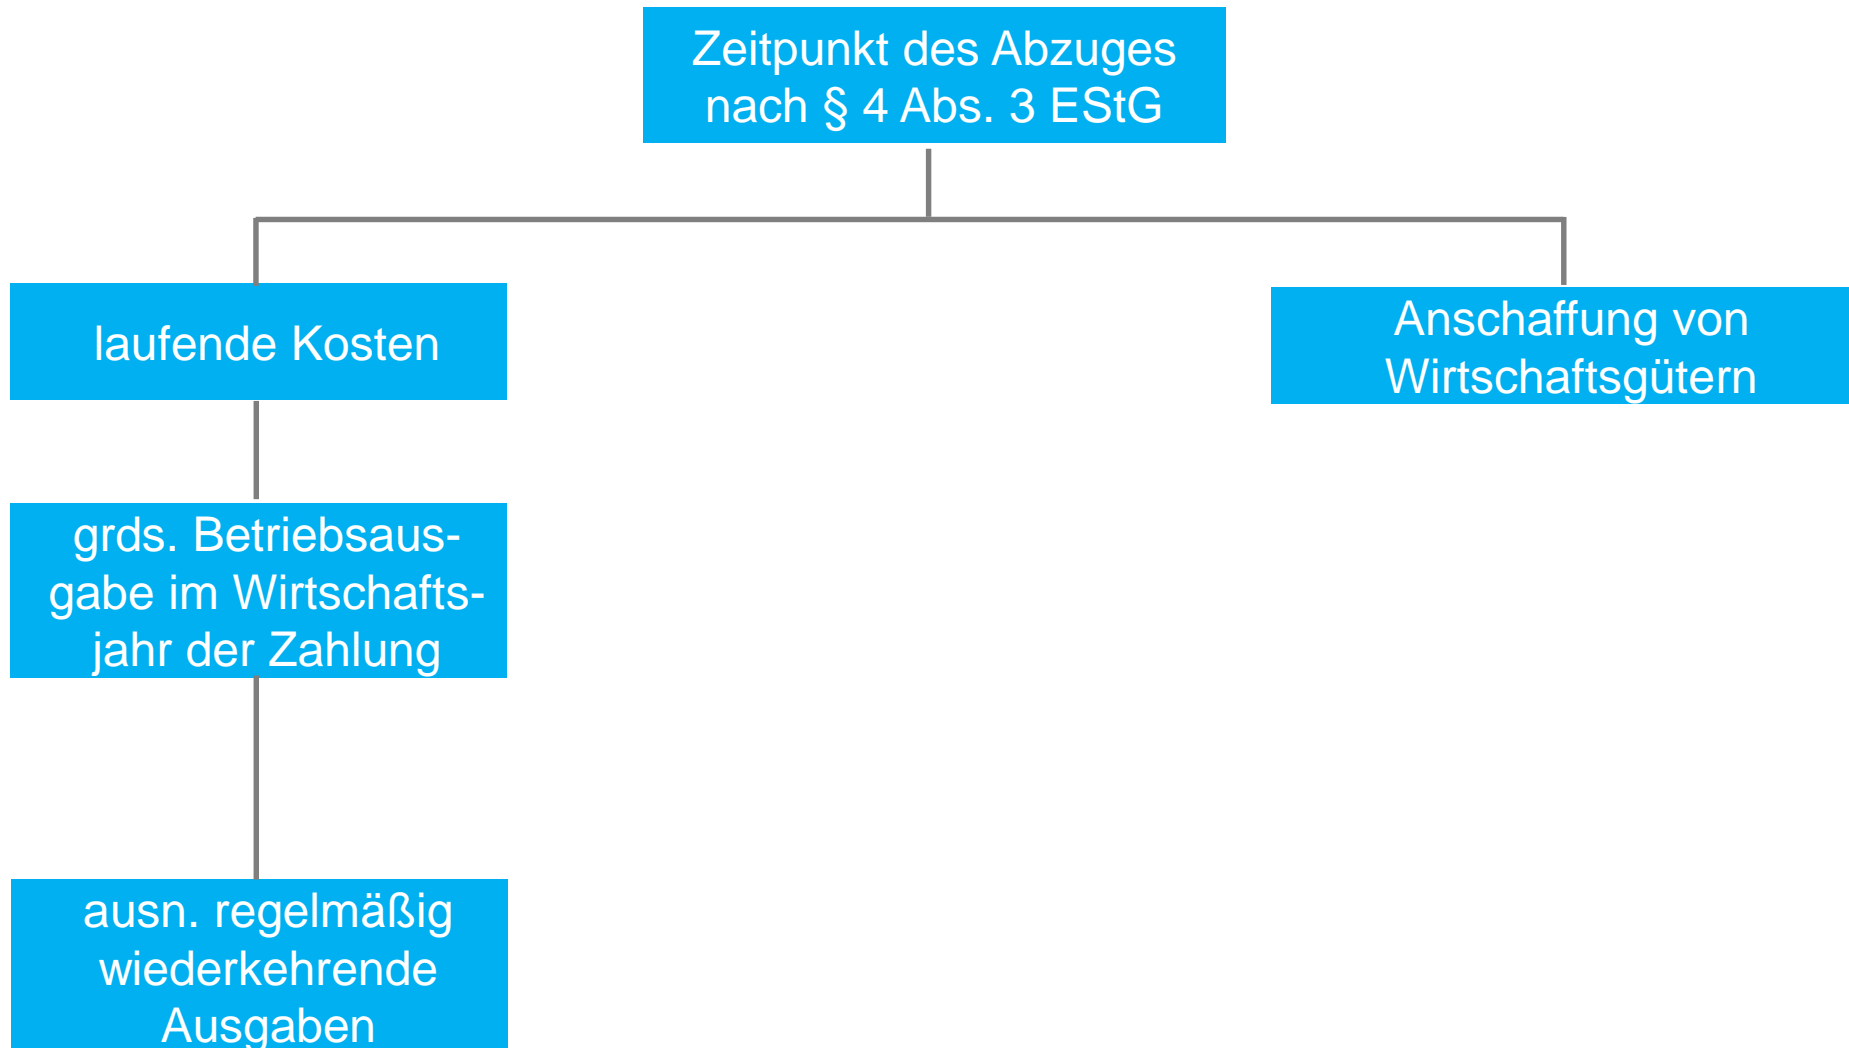 Zeitpunkt des Abzuges
nach § 4 Abs. 3 EStG
laufende Kosten
Anschaffung von
Wirtschaftsgütern
grds. Betriebsaus-
gabe im Wirtschafts-
jahr der Zahlung
ausn. regelmäßig
wiederkehrende
Ausgaben